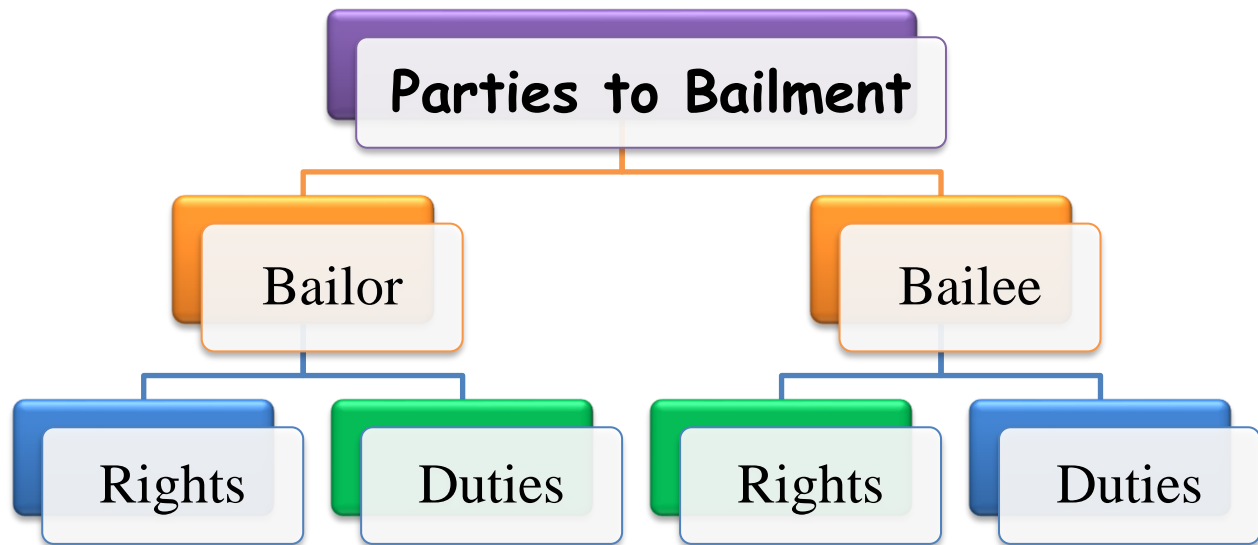 Parties to Bailment
Bailor
Bailee
Rights
Duties
Rights
Duties